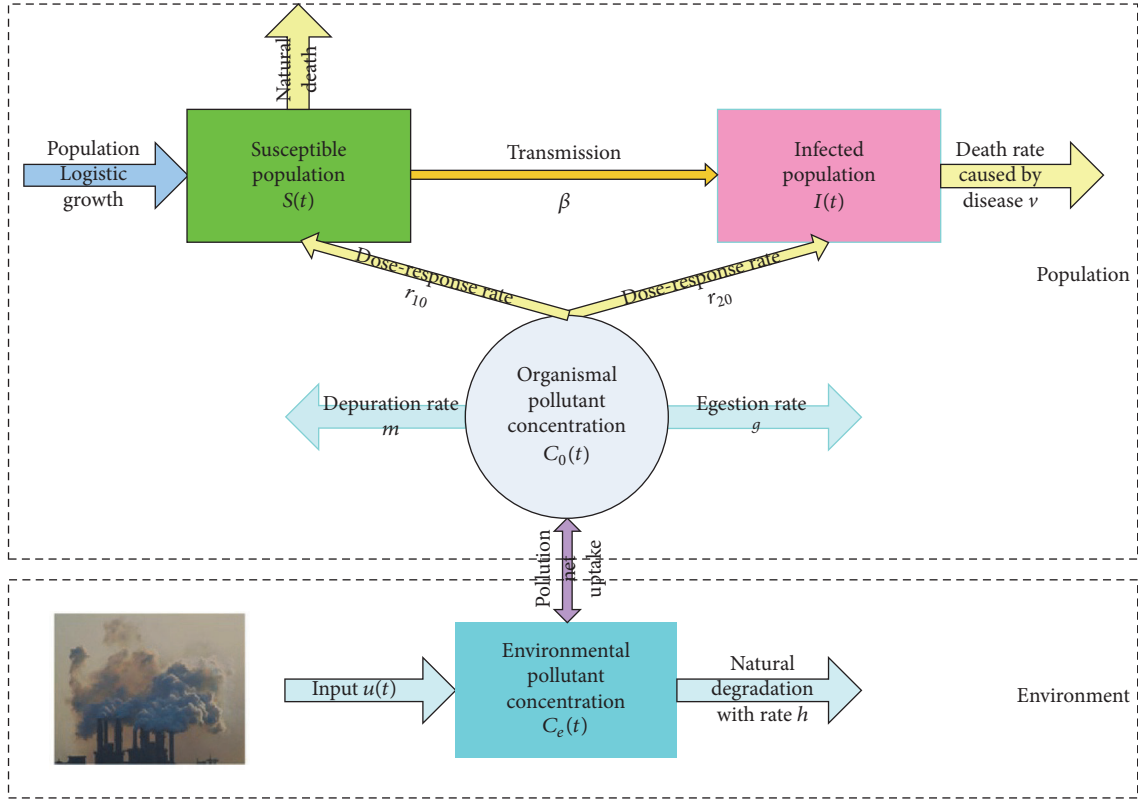 Natural
death
Population
Logistic
growth
Susceptible
population
S(t)
Transmission
β
Infected
population
I(t)
Death rate
caused by
disease ν
Dose-response rate
r10
Dose-response rate
r20
Population
Depuration rate
m
Organismal
pollutant
concentration
C0(t)
Egestion rate
g
Pollution
net
uptake
Input u(t)
Environmental
pollutant
concentration
Ce(t)
Natural
degradation
with rate h
Environment